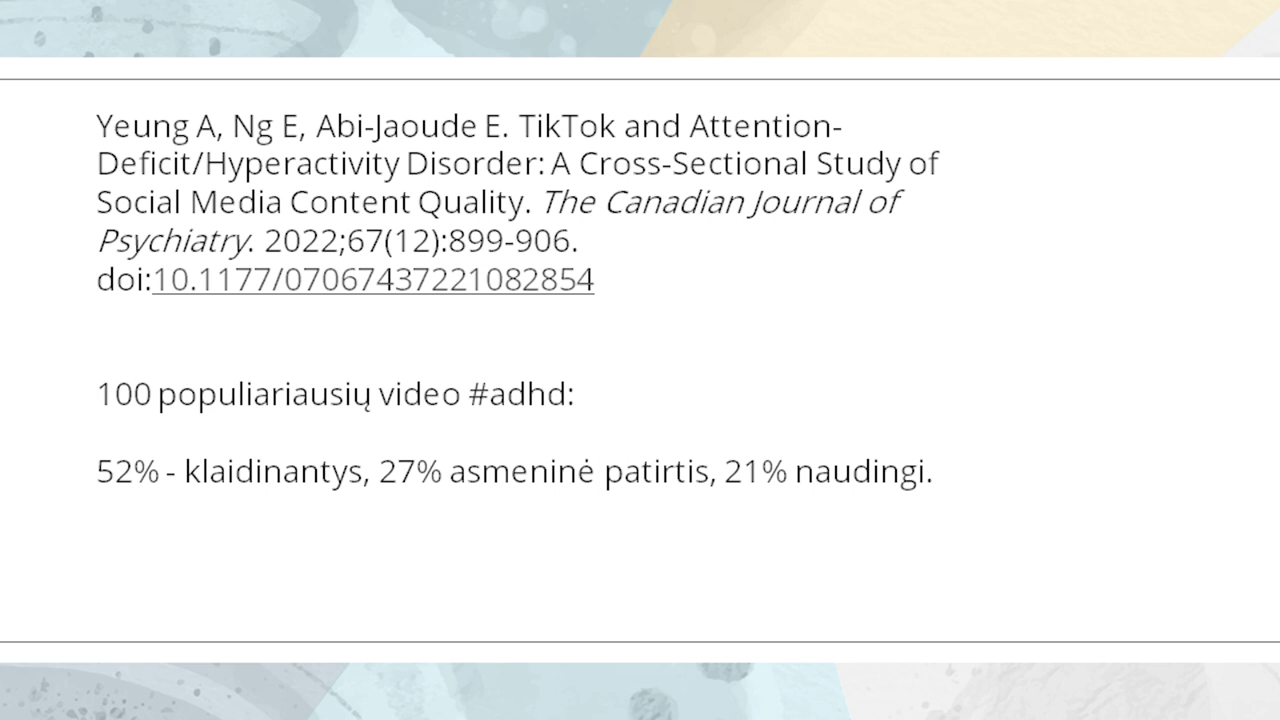 Yeung A, Ng E, Abi-Jaoude E. TikTok and Attention-
Deficit/Hyperactivity Disorder: A Cross-Sectional Study of
Social Media Content Quality. The Canadian Journal of
Psychiatry. 2022;67(12):899-906.
doi:10.1177/07067437221082854
100 populiariausių video #adhd:
52% - klaidinantys, 27% asmeninė patirtis, 21% naudingi.